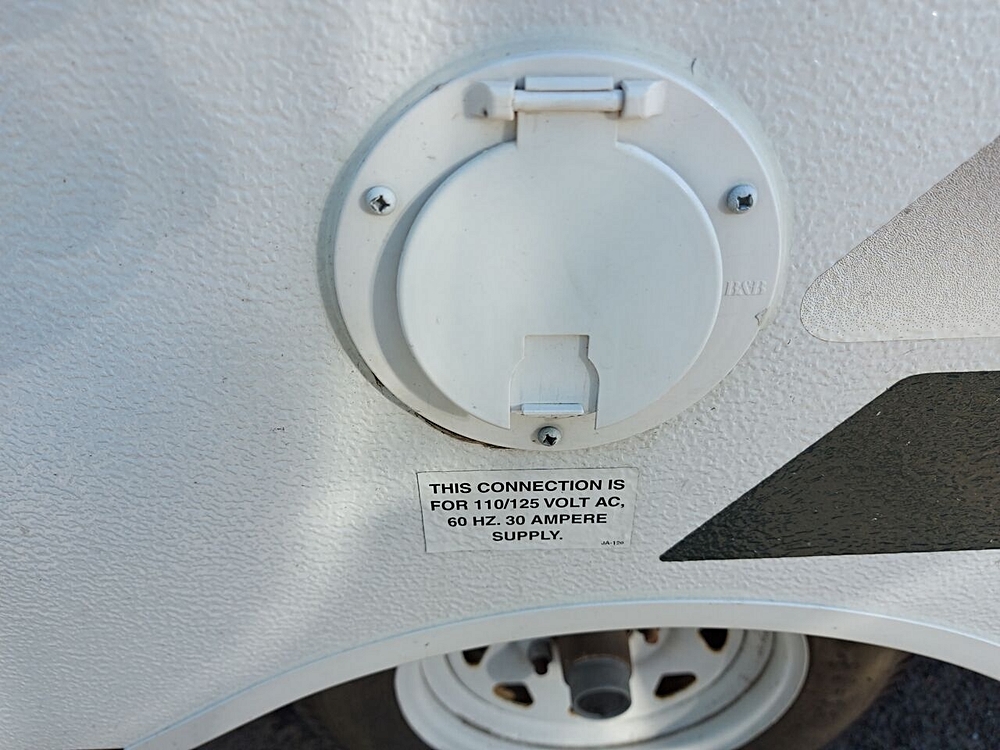 B&B
THIS CONNECTION IS
FOR 110/125 VOLT AC,
60 HZ. 30 AMPERE
SUPPLY.
JA-120